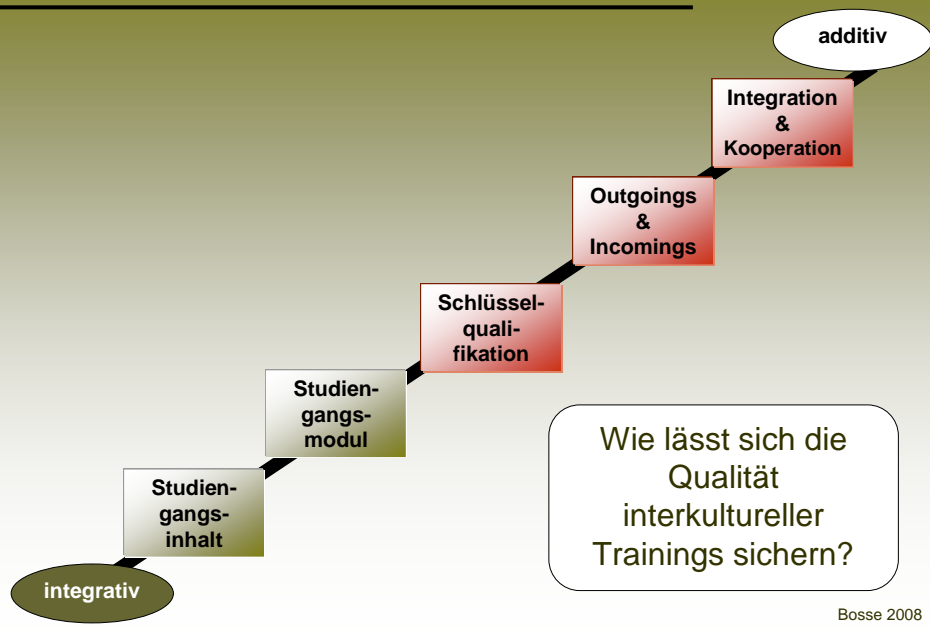 additiv
Integration
&
Kooperation
Outgoings
&
Incomings
Schlüssel-
quali-
fikation
Studien-
gangs-
modul
Studien-
gangs-
inhalt
integrativ
Wie lässt sich die
Qualität
interkultureller
Trainings sichern?
Bosse 2008